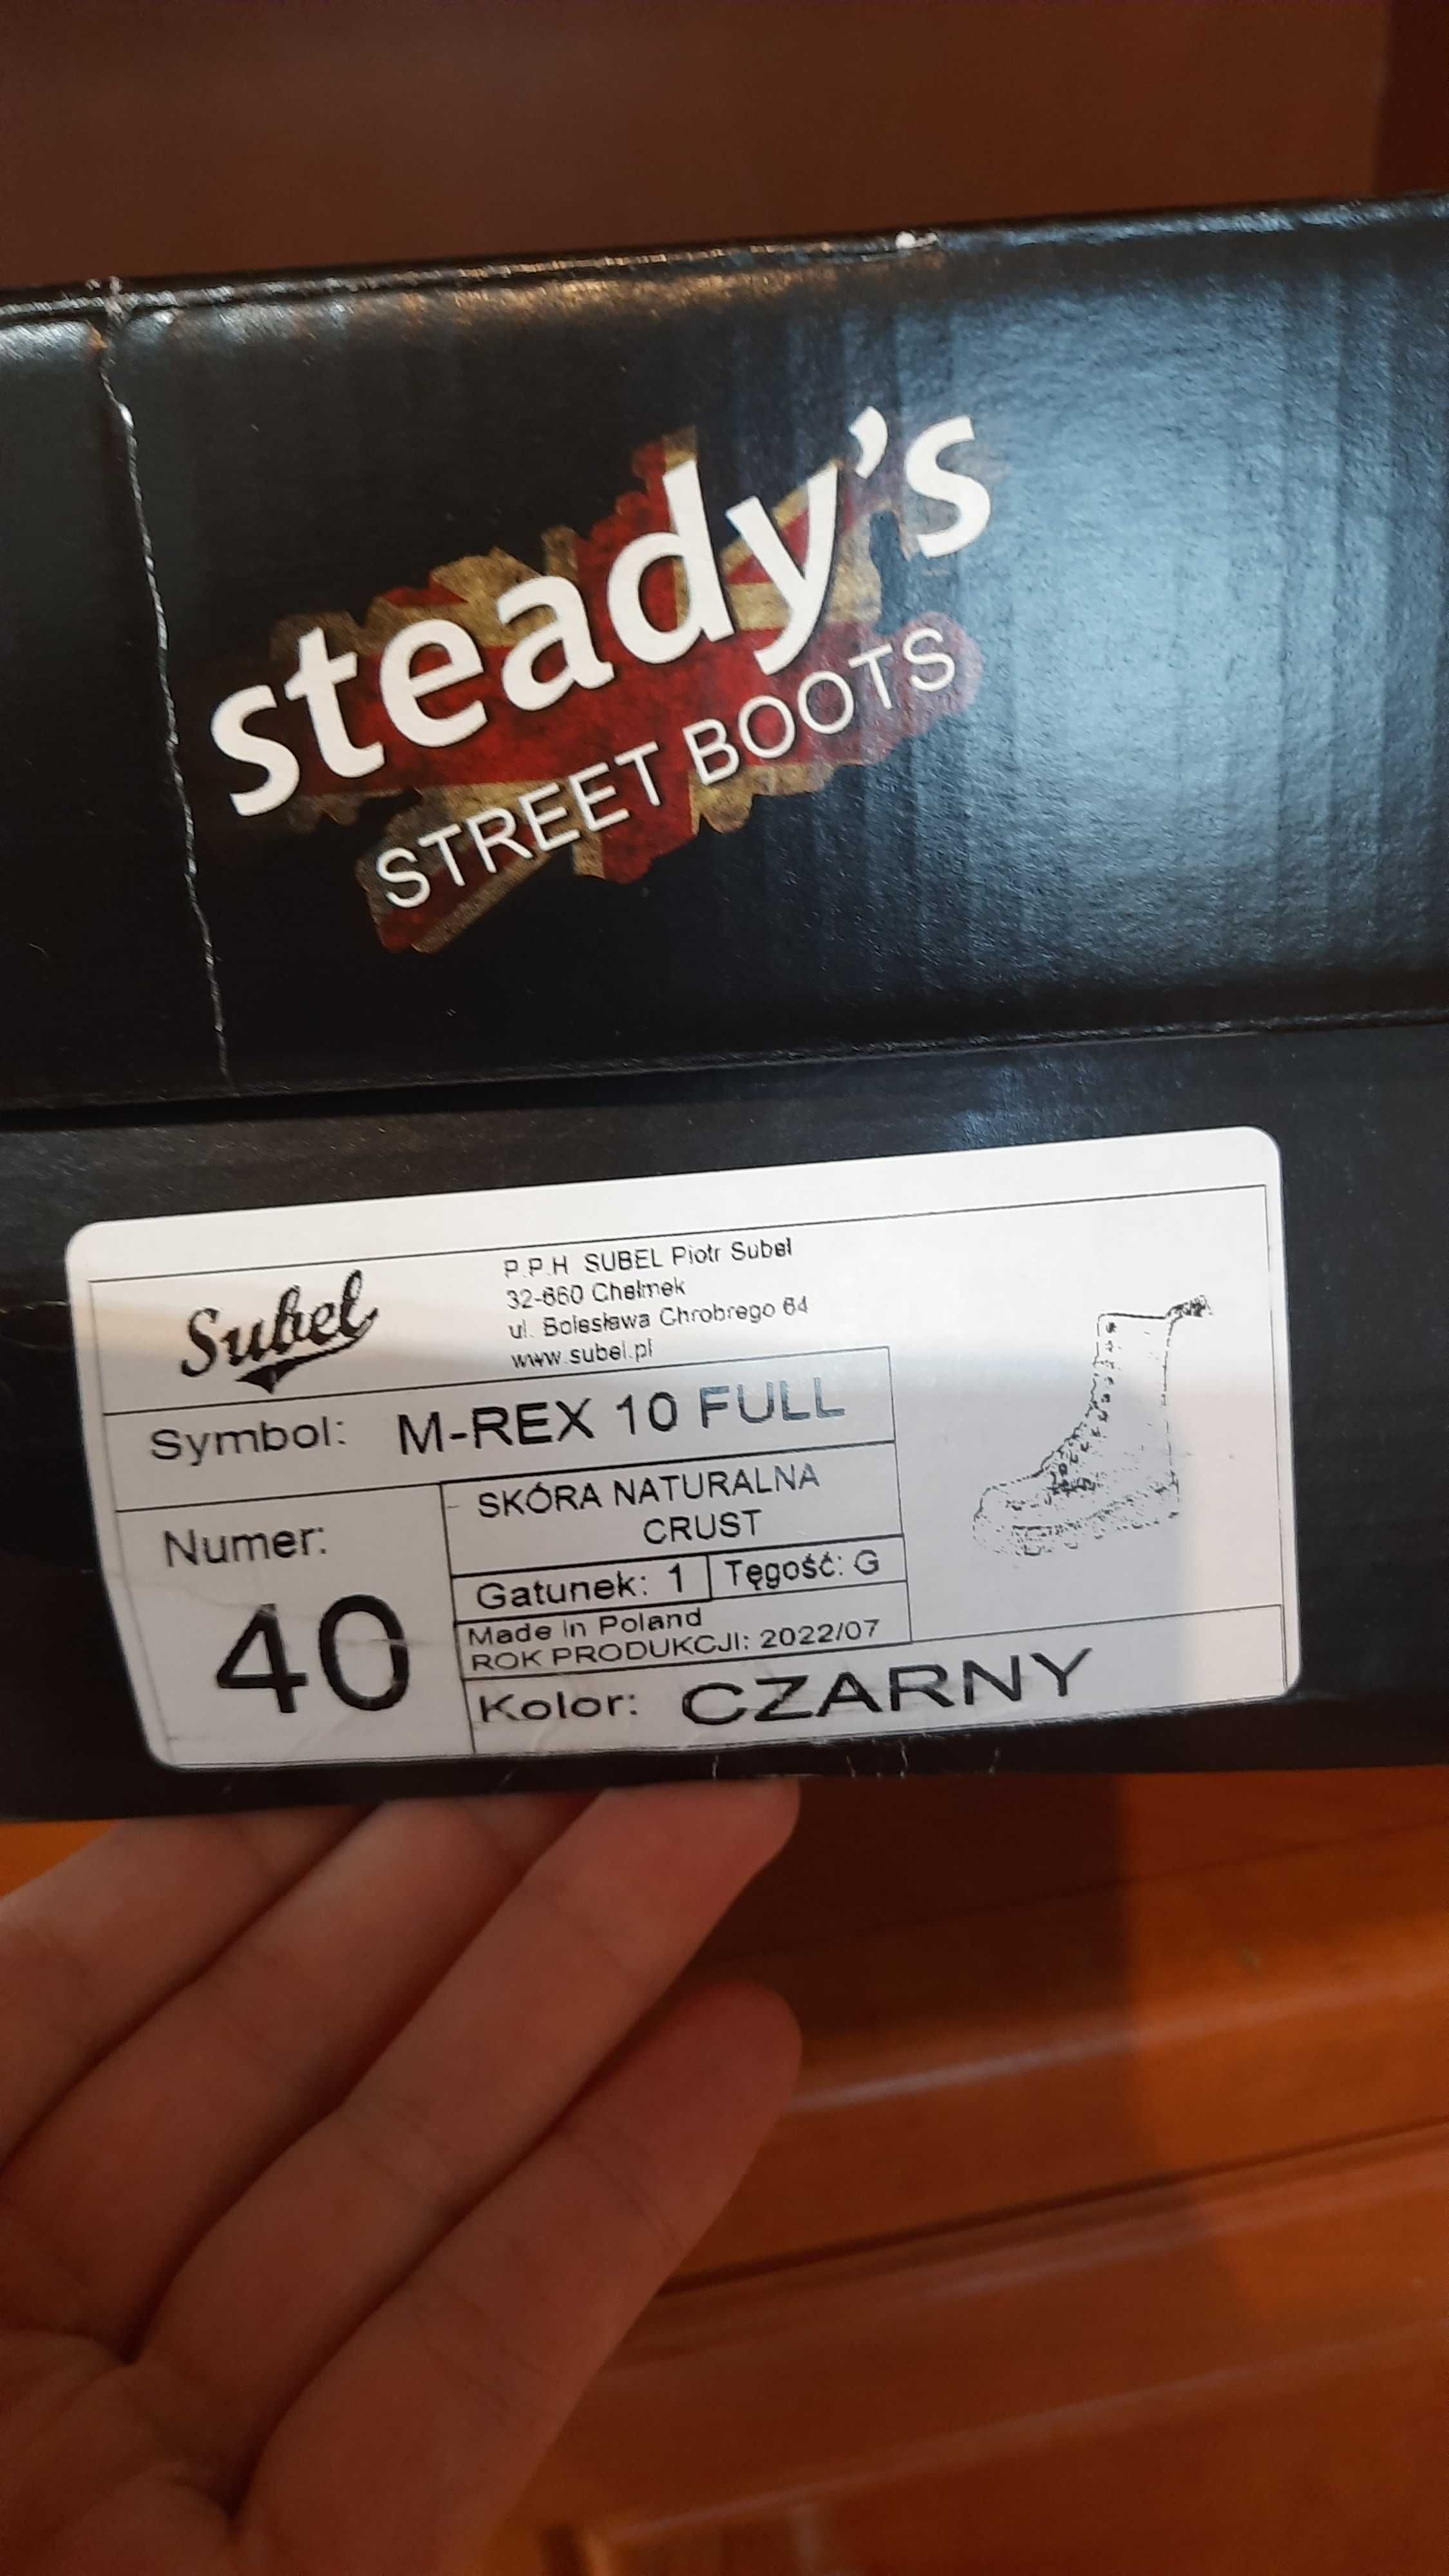 steady's
STREET BOOTS
Subel
P.P.H SUBEL Piotr Subel
32-660 Chełmek
ul. Bolesława Chrobrego 64
www.subel.pl
Symbol: M-REX 10 FULL
Numer:
40
SKÓRA NATURALNA
CRUST
Gatunek: 1
Tęgość: G
Made in Poland
ROK PRODUKCJI: 2022/07
Kolor: CZARNY